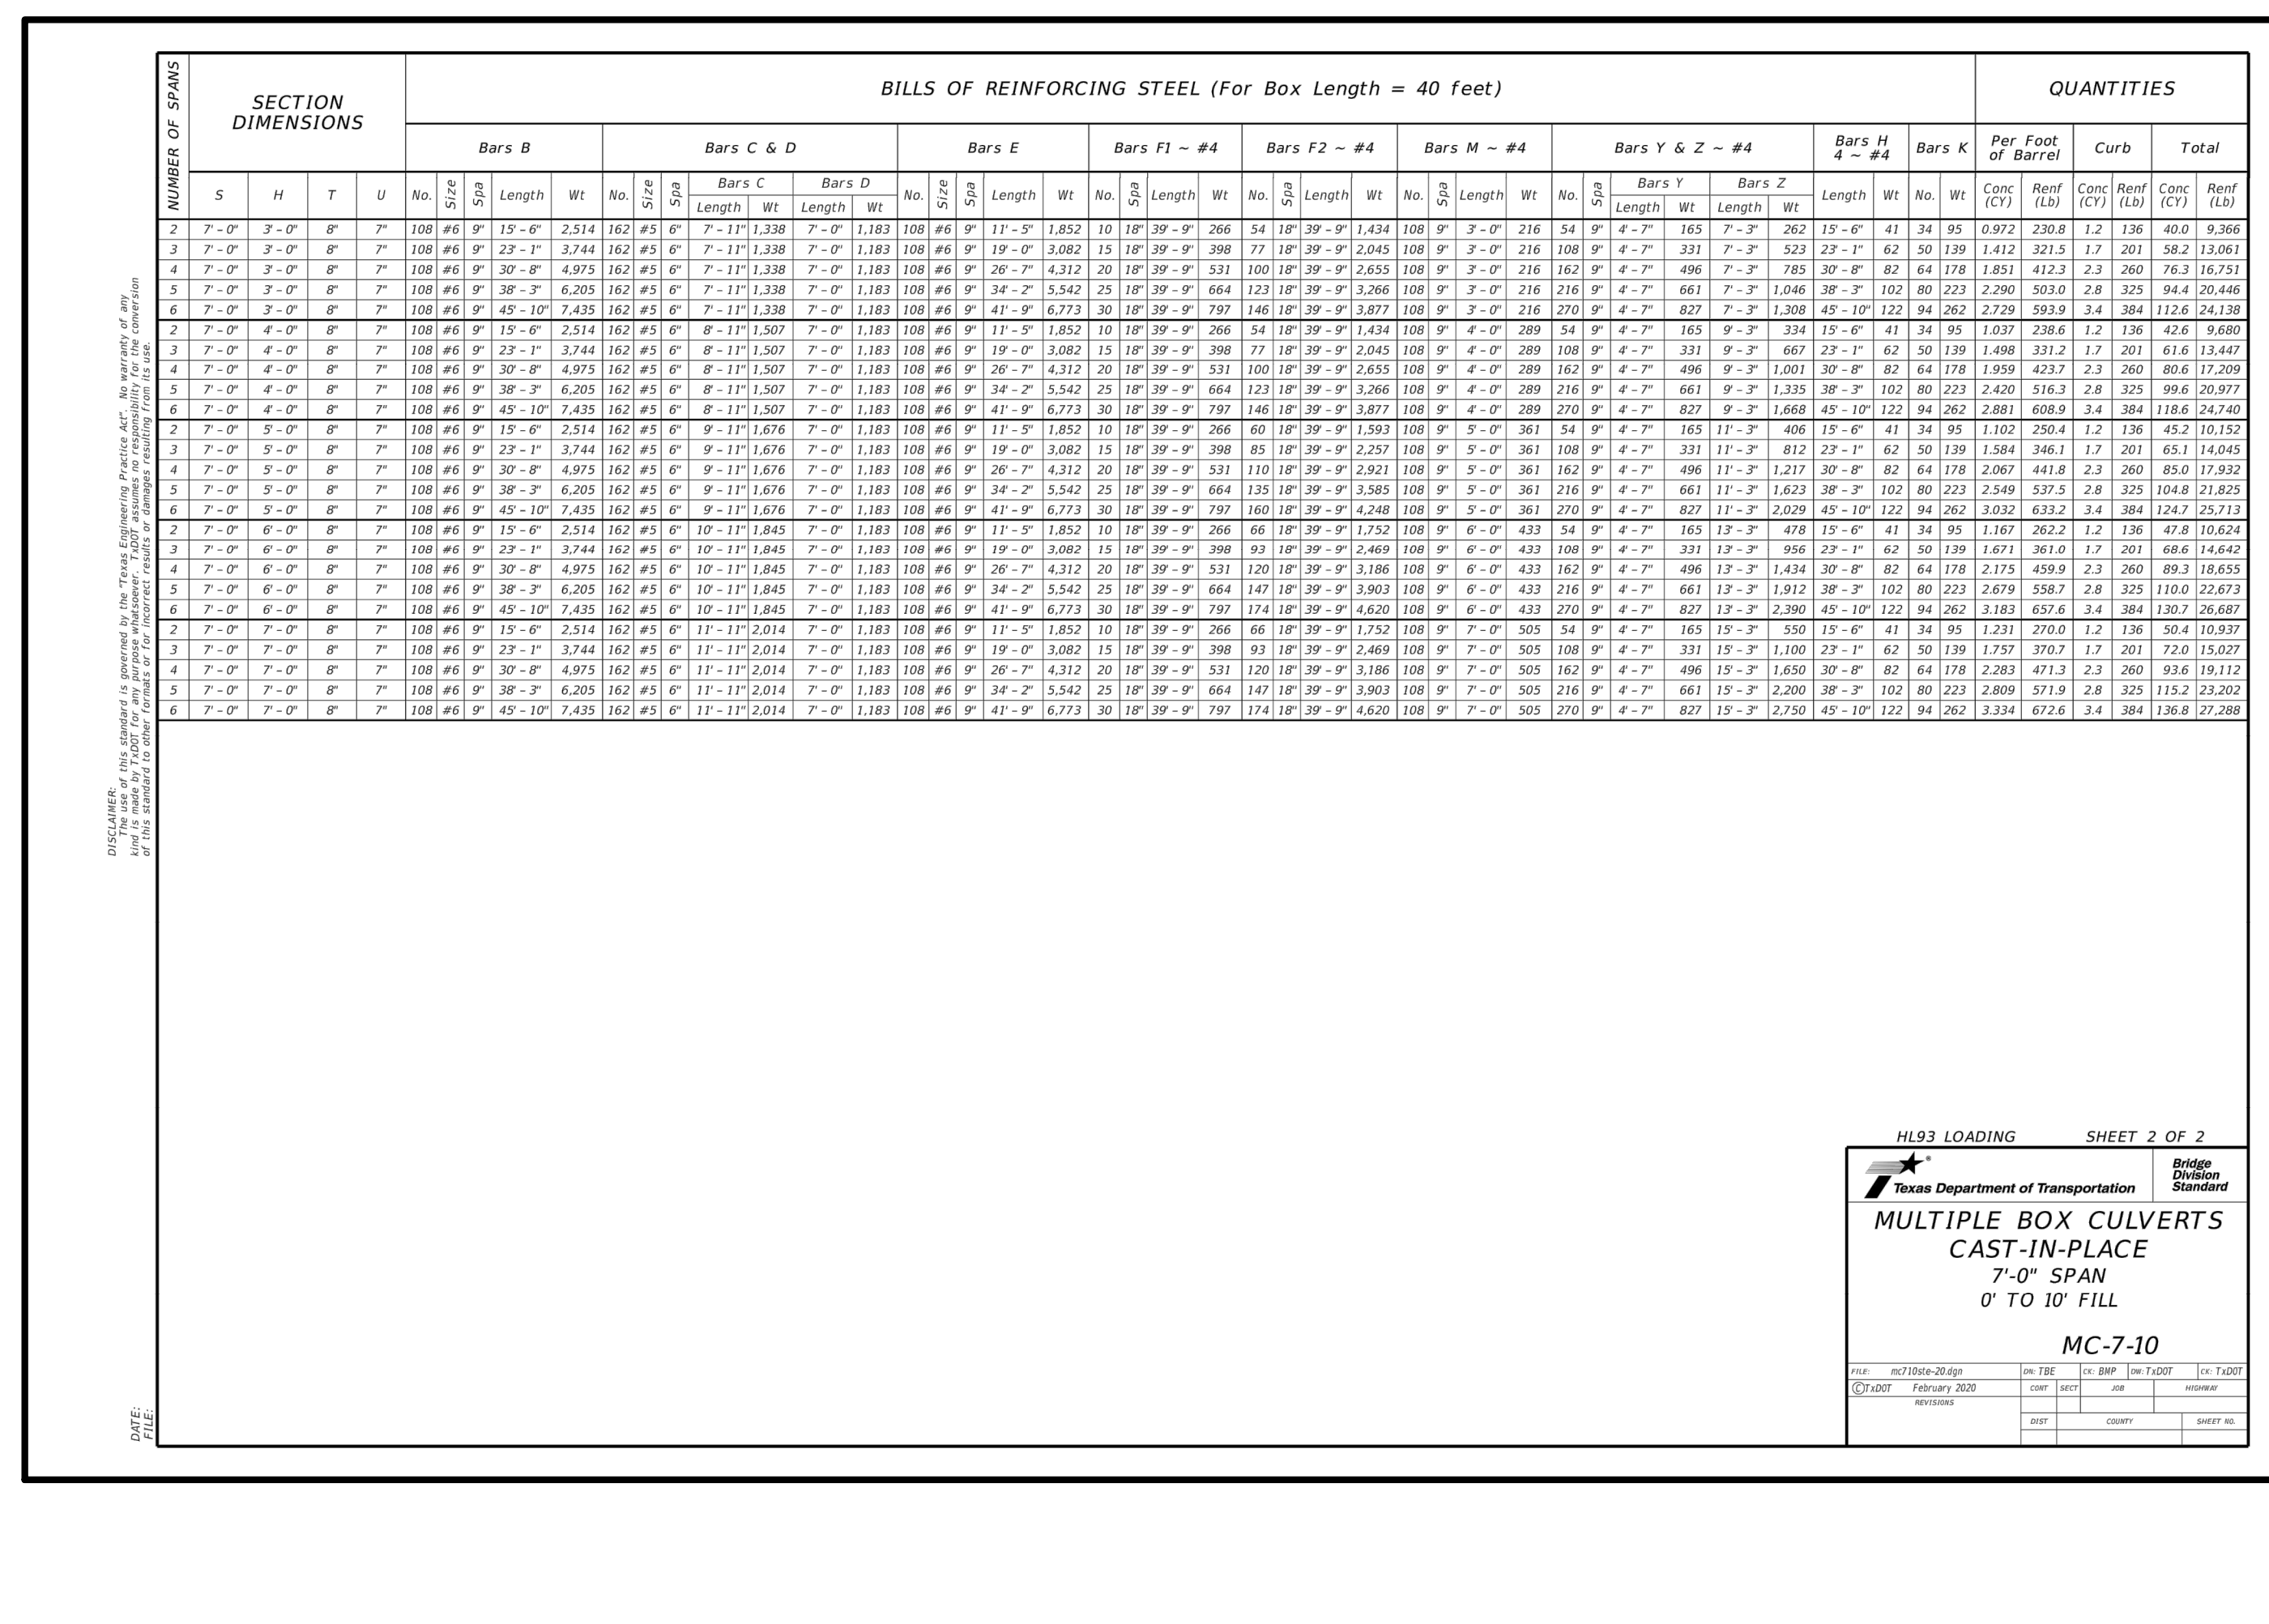 NUMBER OF SPANS
SECTION DIMENSIONS
BILLS OF REINFORCING STEEL (For Box Length = 40 feet)
QUANTITIES
Bars B Bars C & D Bars E Bars F1 ~ #4 Bars F2 ~ #4 Bars M ~ #4 Bars Y & Z ~ #4 Bars H 4 ~ #4 Bars K Per Foot of Barrel Curb Total
S H T U No. Size Spa Length Wt No. Size Spa Bars C Length Wt Bars D Length Wt No. Size Spa Length Wt No. Spa Length Wt No. Spa Length Wt No. Spa Length Wt No. Spa Bars Y Length Wt Bars Z Length Wt Length Wt No. Wt Conc (CY) Renf (Lb) Conc (CY) Renf (Lb) Conc (CY) Renf (Lb)
2 7' – 0" 3' – 0" 8" 7" 108 #6 9" 15' – 6" 2,514 162 #5 6" 7' – 11" 1,338 7' – 0" 1,183 108 #6 9" 11' – 5" 1,852 10 18" 39' – 9" 266 54 18" 39' – 9" 1,434 108 9" 3' – 0" 216 54 9" 4' – 7" 165 7' – 3" 262 15' – 6" 41 34 95 0.972 230.8 1.2 136 40.0 9,366
3 7' – 0" 3' – 0" 8" 7" 108 #6 9" 23' – 1" 3,744 162 #5 6" 7' – 11" 1,338 7' – 0" 1,183 108 #6 9" 19' – 0" 3,082 15 18" 39' – 9" 398 77 18" 39' – 9" 2,045 108 9" 3' – 0" 216 108 9" 4' – 7" 331 7' – 3" 523 23' – 1" 62 50 139 1.412 321.5 1.7 201 58.2 13,061
4 7' – 0" 3' – 0" 8" 7" 108 #6 9" 30' – 8" 4,975 162 #5 6" 7' – 11" 1,338 7' – 0" 1,183 108 #6 9" 26' – 7" 4,312 20 18" 39' – 9" 531 100 18" 39' – 9" 2,655 108 9" 3' – 0" 216 162 9" 4' – 7" 496 7' – 3" 785 30' – 8" 82 64 178 1.851 412.3 2.3 260 76.3 16,751
5 7' – 0" 3' – 0" 8" 7" 108 #6 9" 38' – 3" 6,205 162 #5 6" 7' – 11" 1,338 7' – 0" 1,183 108 #6 9" 34' – 2" 5,542 25 18" 39' – 9" 664 123 18" 39' – 9" 3,266 108 9" 3' – 0" 216 216 9" 4' – 7" 661 7' – 3" 1,046 38' – 3" 102 80 223 2.290 503.0 2.8 325 94.4 20,446
6 7' – 0" 3' – 0" 8" 7" 108 #6 9" 45' – 10" 7,435 162 #5 6" 7' – 11" 1,338 7' – 0" 1,183 108 #6 9" 41' – 9" 6,773 30 18" 39' – 9" 797 146 18" 39' – 9" 3,877 108 9" 3' – 0" 216 270 9" 4' – 7" 827 7' – 3" 1,308 45' – 10" 122 94 262 2.729 593.9 3.4 384 112.6 24,138
2 7' – 0" 4' – 0" 8" 7" 108 #6 9" 15' – 6" 2,514 162 #5 6" 8' – 11" 1,507 7' – 0" 1,183 108 #6 9" 11' – 5" 1,852 10 18" 39' – 9" 266 54 18" 39' – 9" 1,434 108 9" 4' – 0" 289 54 9" 4' – 7" 165 9' – 3" 334 15' – 6" 41 34 95 1.037 238.6 1.2 136 42.6 9,680
3 7' – 0" 4' – 0" 8" 7" 108 #6 9" 23' – 1" 3,744 162 #5 6" 8' – 11" 1,507 7' – 0" 1,183 108 #6 9" 19' – 0" 3,082 15 18" 39' – 9" 398 77 18" 39' – 9" 2,045 108 9" 4' – 0" 289 108 9" 4' – 7" 331 9' – 3" 667 23' – 1" 62 50 139 1.498 331.2 1.7 201 61.6 13,447
4 7' – 0" 4' – 0" 8" 7" 108 #6 9" 30' – 8" 4,975 162 #5 6" 8' – 11" 1,507 7' – 0" 1,183 108 #6 9" 26' – 7" 4,312 20 18" 39' – 9" 531 100 18" 39' – 9" 2,655 108 9" 4' – 0" 289 162 9" 4' – 7" 496 9' – 3" 1,001 30' – 8" 82 64 178 1.959 423.7 2.3 260 80.6 17,209
5 7' – 0" 4' – 0" 8" 7" 108 #6 9" 38' – 3" 6,205 162 #5 6" 8' – 11" 1,507 7' – 0" 1,183 108 #6 9" 34' – 2" 5,542 25 18" 39' – 9" 664 123 18" 39' – 9" 3,266 108 9" 4' – 0" 289 216 9" 4' – 7" 661 9' – 3" 1,335 38' – 3" 102 80 223 2.420 516.3 2.8 325 99.6 20,977
6 7' – 0" 4' – 0" 8" 7" 108 #6 9" 45' – 10" 7,435 162 #5 6" 8' – 11" 1,507 7' – 0" 1,183 108 #6 9" 41' – 9" 6,773 30 18" 39' – 9" 797 146 18" 39' – 9" 3,877 108 9" 4' – 0" 289 270 9" 4' – 7" 827 9' – 3" 1,668 45' – 10" 122 94 262 2.881 608.9 3.4 384 118.6 24,740
2 7' – 0" 5' – 0" 8" 7" 108 #6 9" 15' – 6" 2,514 162 #5 6" 9' – 11" 1,676 7' – 0" 1,183 108 #6 9" 11' – 5" 1,852 10 18" 39' – 9" 266 60 18" 39' – 9" 1,593 108 9" 5' – 0" 361 54 9" 4' – 7" 165 11' – 3" 406 15' – 6" 41 34 95 1.102 250.4 1.2 136 45.2 10,152
3 7' – 0" 5' – 0" 8" 7" 108 #6 9" 23' – 1" 3,744 162 #5 6" 9' – 11" 1,676 7' – 0" 1,183 108 #6 9" 19' – 0" 3,082 15 18" 39' – 9" 398 85 18" 39' – 9" 2,257 108 9" 5' – 0" 361 108 9" 4' – 7" 331 11' – 3" 812 23' – 1" 62 50 139 1.584 346.1 1.7 201 65.1 14,045
4 7' – 0" 5' – 0" 8" 7" 108 #6 9" 30' – 8" 4,975 162 #5 6" 9' – 11" 1,676 7' – 0" 1,183 108 #6 9" 26' – 7" 4,312 20 18" 39' – 9" 531 110 18" 39' – 9" 2,921 108 9" 5' – 0" 361 162 9" 4' – 7" 496 11' – 3" 1,217 30' – 8" 82 64 178 2.067 441.8 2.3 260 85.0 17,932
5 7' – 0" 5' – 0" 8" 7" 108 #6 9" 38' – 3" 6,205 162 #5 6" 9' – 11" 1,676 7' – 0" 1,183 108 #6 9" 34' – 2" 5,542 25 18" 39' – 9" 664 135 18" 39' – 9" 3,585 108 9" 5' – 0" 361 216 9" 4' – 7" 661 11' – 3" 1,623 38' – 3" 102 80 223 2.549 537.5 2.8 325 104.8 21,825
6 7' – 0" 5' – 0" 8" 7" 108 #6 9" 45' – 10" 7,435 162 #5 6" 9' – 11" 1,676 7' – 0" 1,183 108 #6 9" 41' – 9" 6,773 30 18" 39' – 9" 797 160 18" 39' – 9" 4,248 108 9" 5' – 0" 361 270 9" 4' – 7" 827 11' – 3" 2,029 45' – 10" 122 94 262 3.032 633.2 3.4 384 124.7 25,713
2 7' – 0" 6' – 0" 8" 7" 108 #6 9" 15' – 6" 2,514 162 #5 6" 10' – 11" 1,845 7' – 0" 1,183 108 #6 9" 11' – 5" 1,852 10 18" 39' – 9" 266 66 18" 39' – 9" 1,752 108 9" 6' – 0" 433 54 9" 4' – 7" 165 13' – 3" 478 15' – 6" 41 34 95 1.167 262.2 1.2 136 47.8 10,624
3 7' – 0" 6' – 0" 8" 7" 108 #6 9" 23' – 1" 3,744 162 #5 6" 10' – 11" 1,845 7' – 0" 1,183 108 #6 9" 19' – 0" 3,082 15 18" 39' – 9" 398 93 18" 39' – 9" 2,469 108 9" 6' – 0" 433 108 9" 4' – 7" 331 13' – 3" 956 23' – 1" 62 50 139 1.671 361.0 1.7 201 68.6 14,642
4 7' – 0" 6' – 0" 8" 7" 108 #6 9" 30' – 8" 4,975 162 #5 6" 10' – 11" 1,845 7' – 0" 1,183 108 #6 9" 26' – 7" 4,312 20 18" 39' – 9" 531 120 18" 39' – 9" 3,186 108 9" 6' – 0" 433 162 9" 4' – 7" 496 13' – 3" 1,434 30' – 8" 82 64 178 2.175 459.9 2.3 260 89.3 18,655
5 7' – 0" 6' – 0" 8" 7" 108 #6 9" 38' – 3" 6,205 162 #5 6" 10' – 11" 1,845 7' – 0" 1,183 108 #6 9" 34' – 2" 5,542 25 18" 39' – 9" 664 147 18" 39' – 9" 3,903 108 9" 6' – 0" 433 216 9" 4' – 7" 661 13' – 3" 1,912 38' – 3" 102 80 223 2.679 558.7 2.8 325 110.0 22,673
6 7' – 0" 6' – 0" 8" 7" 108 #6 9" 45' – 10" 7,435 162 #5 6" 10' – 11" 1,845 7' – 0" 1,183 108 #6 9" 41' – 9" 6,773 30 18" 39' – 9" 797 174 18" 39' – 9" 4,620 108 9" 6' – 0" 433 270 9" 4' – 7" 827 13' – 3" 2,390 45' – 10" 122 94 262 3.183 657.6 3.4 384 130.7 26,687
2 7' – 0" 7' – 0" 8" 7" 108 #6 9" 15' – 6" 2,514 162 #5 6" 11' – 11" 2,014 7' – 0" 1,183 108 #6 9" 11' – 5" 1,852 10 18" 39' – 9" 266 66 18" 39' – 9" 1,752 108 9" 7' – 0" 505 54 9" 4' – 7" 165 15' – 3" 550 15' – 6" 41 34 95 1.231 270.0 1.2 136 50.4 10,937
3 7' – 0" 7' – 0" 8" 7" 108 #6 9" 23' – 1" 3,744 162 #5 6" 11' – 11" 2,014 7' – 0" 1,183 108 #6 9" 19' – 0" 3,082 15 18" 39' – 9" 398 93 18" 39' – 9" 2,469 108 9" 7' – 0" 505 108 9" 4' – 7" 331 15' – 3" 1,100 23' – 1" 62 50 139 1.757 370.7 1.7 201 72.0 15,027
4 7' – 0" 7' – 0" 8" 7" 108 #6 9" 30' – 8" 4,975 162 #5 6" 11' – 11" 2,014 7' – 0" 1,183 108 #6 9" 26' – 7" 4,312 20 18" 39' – 9" 531 120 18" 39' – 9" 3,186 108 9" 7' – 0" 505 162 9" 4' – 7" 496 15' – 3" 1,650 30' – 8" 82 64 178 2.283 471.3 2.3 260 93.6 19,112
5 7' – 0" 7' – 0" 8" 7" 108 #6 9" 38' – 3" 6,205 162 #5 6" 11' – 11" 2,014 7' – 0" 1,183 108 #6 9" 34' – 2" 5,542 25 18" 39' – 9" 664 147 18" 39' – 9" 3,903 108 9" 7' – 0" 505 216 9" 4' – 7" 661 15' – 3" 2,200 38' – 3" 102 80 223 2.809 571.9 2.8 325 115.2 23,202
6 7' – 0" 7' – 0" 8" 7" 108 #6 9" 45' – 10" 7,435 162 #5 6" 11' – 11" 2,014 7' – 0" 1,183 108 #6 9" 41' – 9" 6,773 30 18" 39' – 9" 797 174 18" 39' – 9" 4,620 108 9" 7' – 0" 505 270 9" 4' – 7" 827 15' – 3" 2,750 45' – 10" 122 94 262 3.334 672.6 3.4 384 136.8 27,288
DISCLAIMER:
The use of this standard is governed by the "Texas Engineering Practice Act". No warranty of any
kind is made by TxDOT for any purpose whatsoever. TxDOT assumes no responsibility for the conversion
of this standard to other formats or for incorrect results or damages resulting from its use.
DATE:
FILE:
HL93 LOADING SHEET 2 OF 2
®
Texas Department of Transportation
Bridge
Division
Standard
MULTIPLE BOX CULVERTS
CAST-IN-PLACE
7'-0" SPAN
0' TO 10' FILL
MC-7-10
FILE: mc710ste-20.dgn DN: TBE CK: BMP DW: TxDOT CK: TxDOT
©TxDOT February 2020 CONT SECT JOB HIGHWAY
REVISIONS
DIST COUNTY SHEET NO.